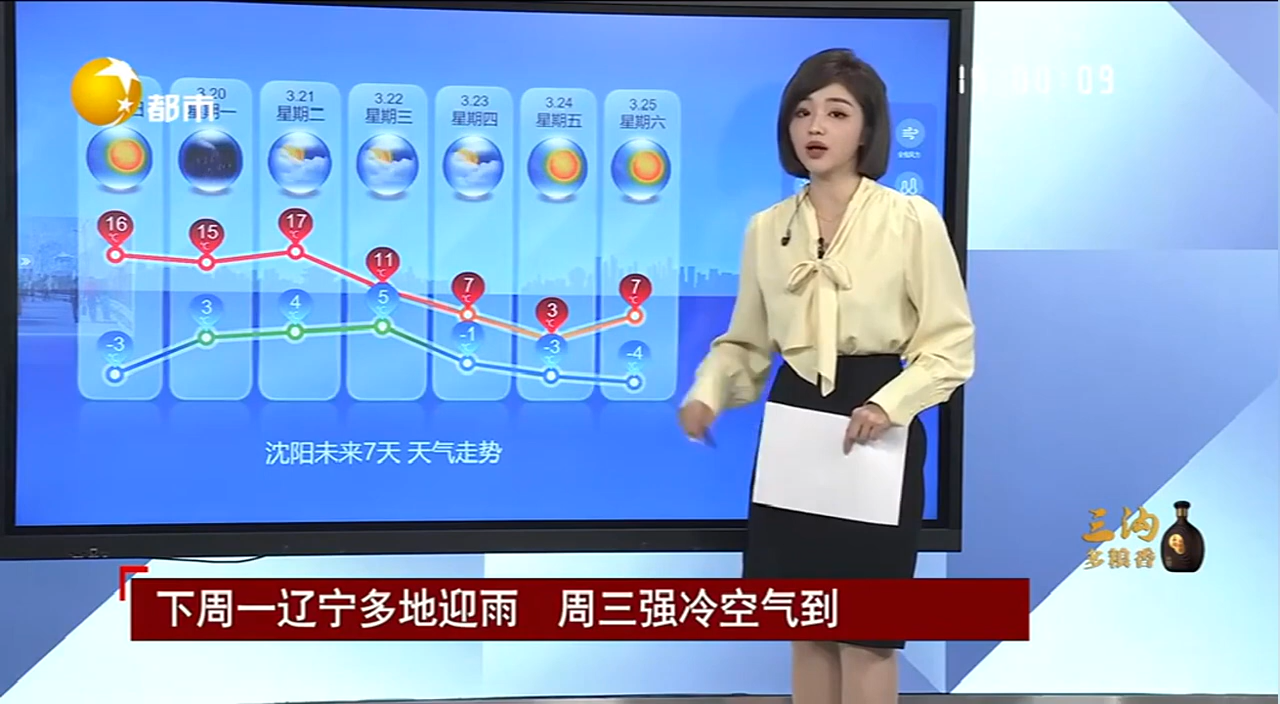 都市
日 3.20 3.21 3.22 3.23 3.24 3.25
星期一 星期二 星期三 星期四 星期五 星期六
16℃ 15℃ 17℃ 11℃ 7℃ 3℃ 7℃
-3℃ 3℃ 4℃ 5℃ -1℃ -3℃ -4℃
沈阳未来7天 天气走势
00:09
三沟
多粮香
下周一辽宁多地迎雨 周三强冷空气到